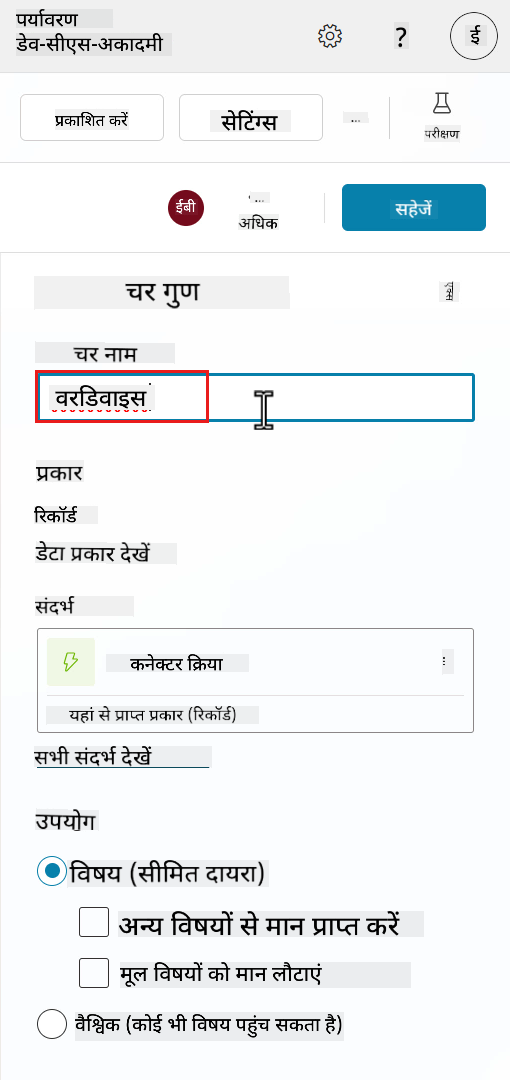 पर्यावरण
डेव-सीएस-अकादमी
?
ई
प्रकाशित करें
सेटिंग्स
...
परीक्षण
ईबी
...
अधिक
सहेजें
चर गुण
चर नाम
वरडिवाइस
प्रकार
रिकॉर्ड
डेटा प्रकार देखें
संदर्भ
कनेक्टर क्रिया
यहां से प्राप्त प्रकार (रिकॉर्ड)
सभी संदर्भ देखें
उपयोग
विषय (सीमित दायरा)
अन्य विषयों से मान प्राप्त करें
मूल विषयों को मान लौटाएं
वैश्विक (कोई भी विषय पहुंच सकता है)